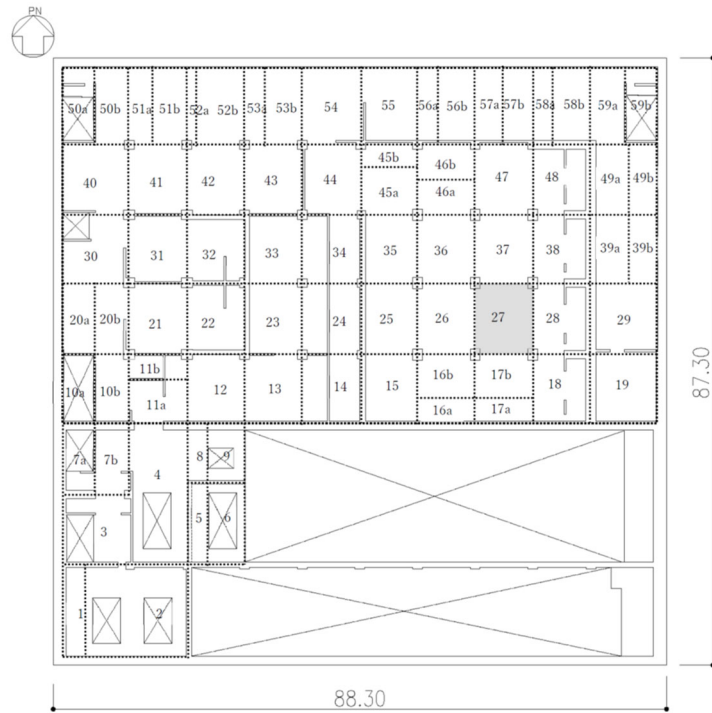 PN
50a 50b 51a 51b 52a 52b 53a 53b 54 55 56a 56b 57a 57b 58a 58b 59a 59b
45b 46b
40 41 42 43 44 45a 46a 47 48 49a 49b
30 31 32 33 34 35 36 37 38 39a 39b
20a 20b 21 22 23 24 25 26 27 28 29
11b 16b 17b
10a 10b 11a 12 13 14 15 16a 17a 18 19
7a 7b 4 8 9
3 5 6
1 2
87.30
88.30